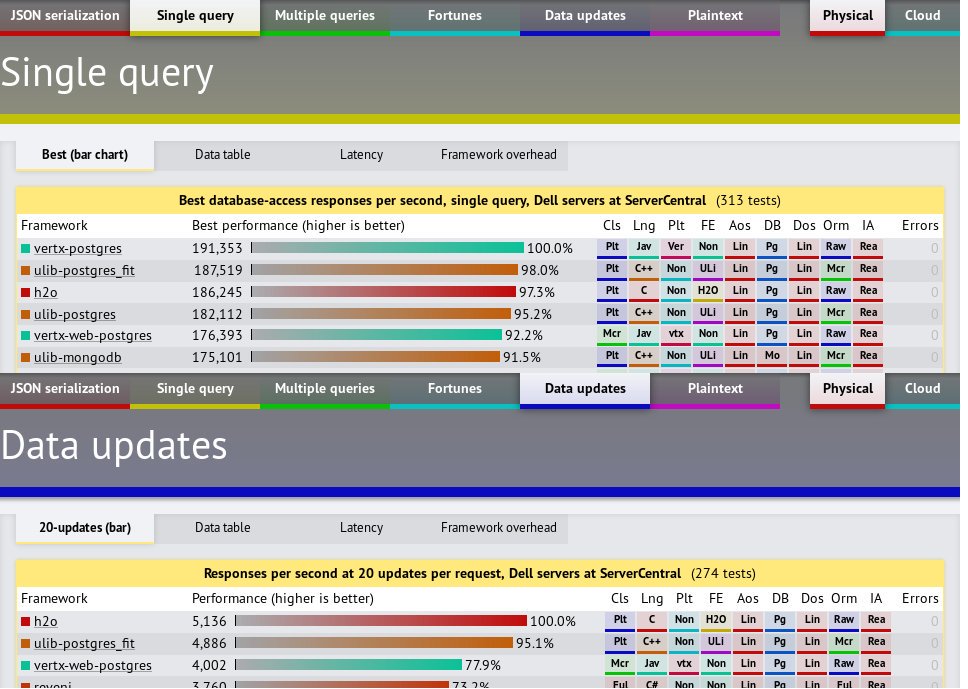 JSON serialization Single query Multiple queries Fortunes Data updates Plaintext Physical Cloud
Single query
Best (bar chart) Data table Latency Framework overhead
Best database-access responses per second, single query, Dell servers at ServerCentral (313 tests)
Framework Best performance (higher is better) Cls Lng Plt FE Aos DB Dos Orm IA Errors
vertx-postgres 191,353 100.0% Plt Jav Ver Non Lin Pg Lin Raw Rea 0
ulib-postgres_fit 187,519 98.0% Plt C++ Non ULi Lin Pg Lin Mcr Rea 0
h2o 186,245 97.3% Plt C Non H2O Lin Pg Lin Raw Rea 0
ulib-postgres 182,112 95.2% Plt C++ Non ULi Lin Pg Lin Mcr Rea 0
vertx-web-postgres 176,393 92.2% Mcr Jav vtx Non Lin Pg Lin Raw Rea 0
ulib-mongodb 175,101 91.5% Plt C++ Non ULi Lin Mo Lin Mcr Rea 0
JSON serialization Single query Multiple queries Fortunes Data updates Plaintext Physical Cloud
Data updates
20-updates (bar) Data table Latency Framework overhead
Responses per second at 20 updates per request, Dell servers at ServerCentral (274 tests)
Framework Performance (higher is better) Cls Lng Plt FE Aos DB Dos Orm IA Errors
h2o 5,136 100.0% Plt C Non H2O Lin Pg Lin Raw Rea 0
ulib-postgres_fit 4,886 95.1% Plt C++ Non ULi Lin Pg Lin Mcr Rea 0
vertx-web-postgres 4,002 77.9% Mcr Jav vtx Non Lin Pg Lin Raw Rea 0
revenj 3,760 73.2% Ful C# Non Non Lin Pg Lin Ful Rea 0